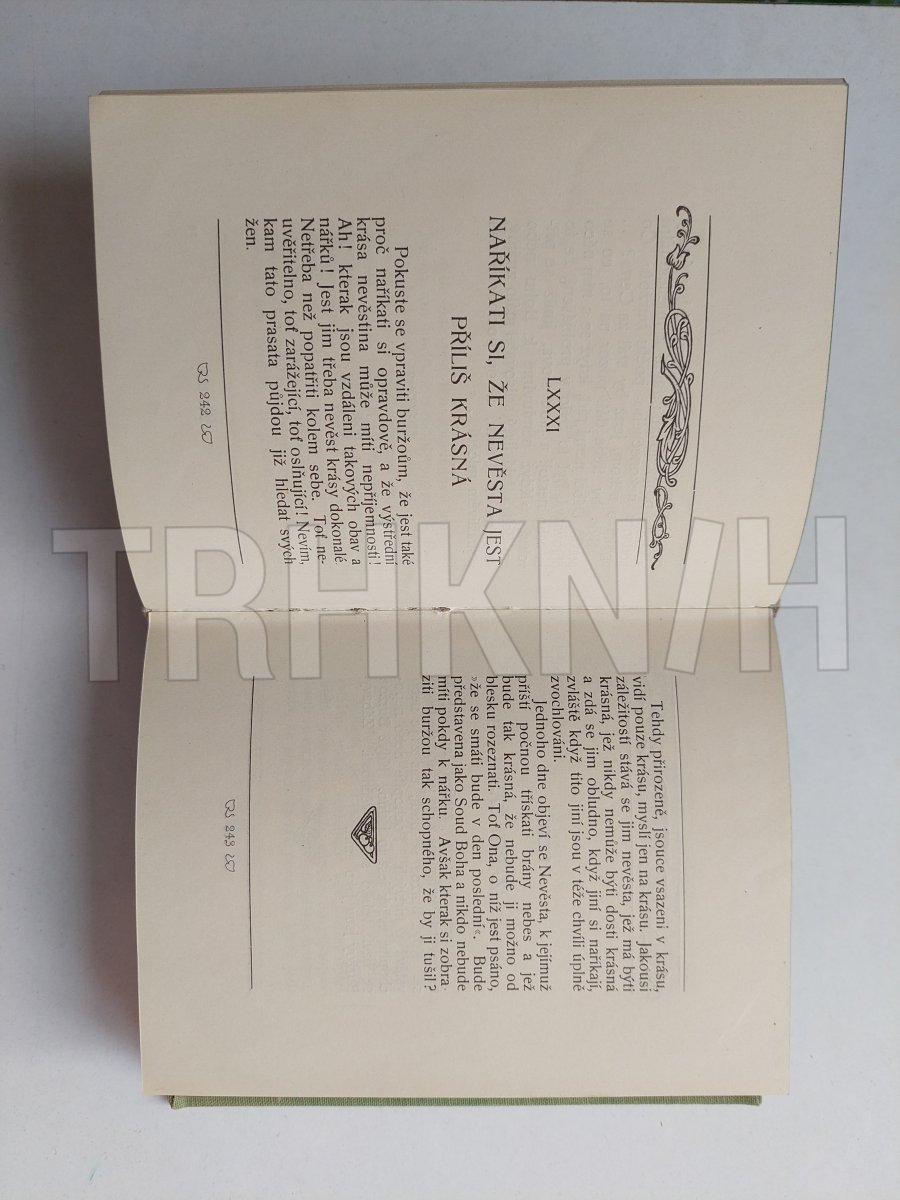 LXXXI
NAŘÍKATI SI, ŽE NEVĚSTA JEST
PŘÍLIŠ KRÁSNÁ
Pokuste se vpraviti buržoům, že jest také
proč naříkati si opravdově, a že výstřední
krása nevěstina může míti nepříjemnosti!
Ah! kterak jsou vzdáleni takových obav a
nářků! Jest jim třeba nevěst krásy dokonalé
Netřeba než popatřiti kolem sebe. Toť ne-
uvěřitelno, toť zarážející, toť oslňující! Nevím,
kam tato prasata půjdou již hledat svých
žen.
242
Tehdy přirozeně, jsouce vsazeni v krásu,
vidí pouze krásu, myslí jen na krásu. Jakousi
záležitostí stává se jim nevěsta, jež má býti
krásná, jež nikdy nemůže býti dosti krásná
a zdá se jim obludno, když jiní si naříkají,
zvláště když tito jiní jsou v téže chvíli úplně
zvochlováni.
Jednoho dne objeví se Nevěsta, k jejímuž
příští počnou třískati brány nebes a jež
bude tak krásná, že nebude ji možno od
blesku rozeznati. Toť Ona, o níž jest psáno,
»že se smáti bude v den poslední«. Bude
představena jako Soud Boha a nikdo nebude
míti pokdy k nářku. Avšak kterak si zobra-
ziti buržou tak schopného, že by ji tušil?
243
TRHKNIH